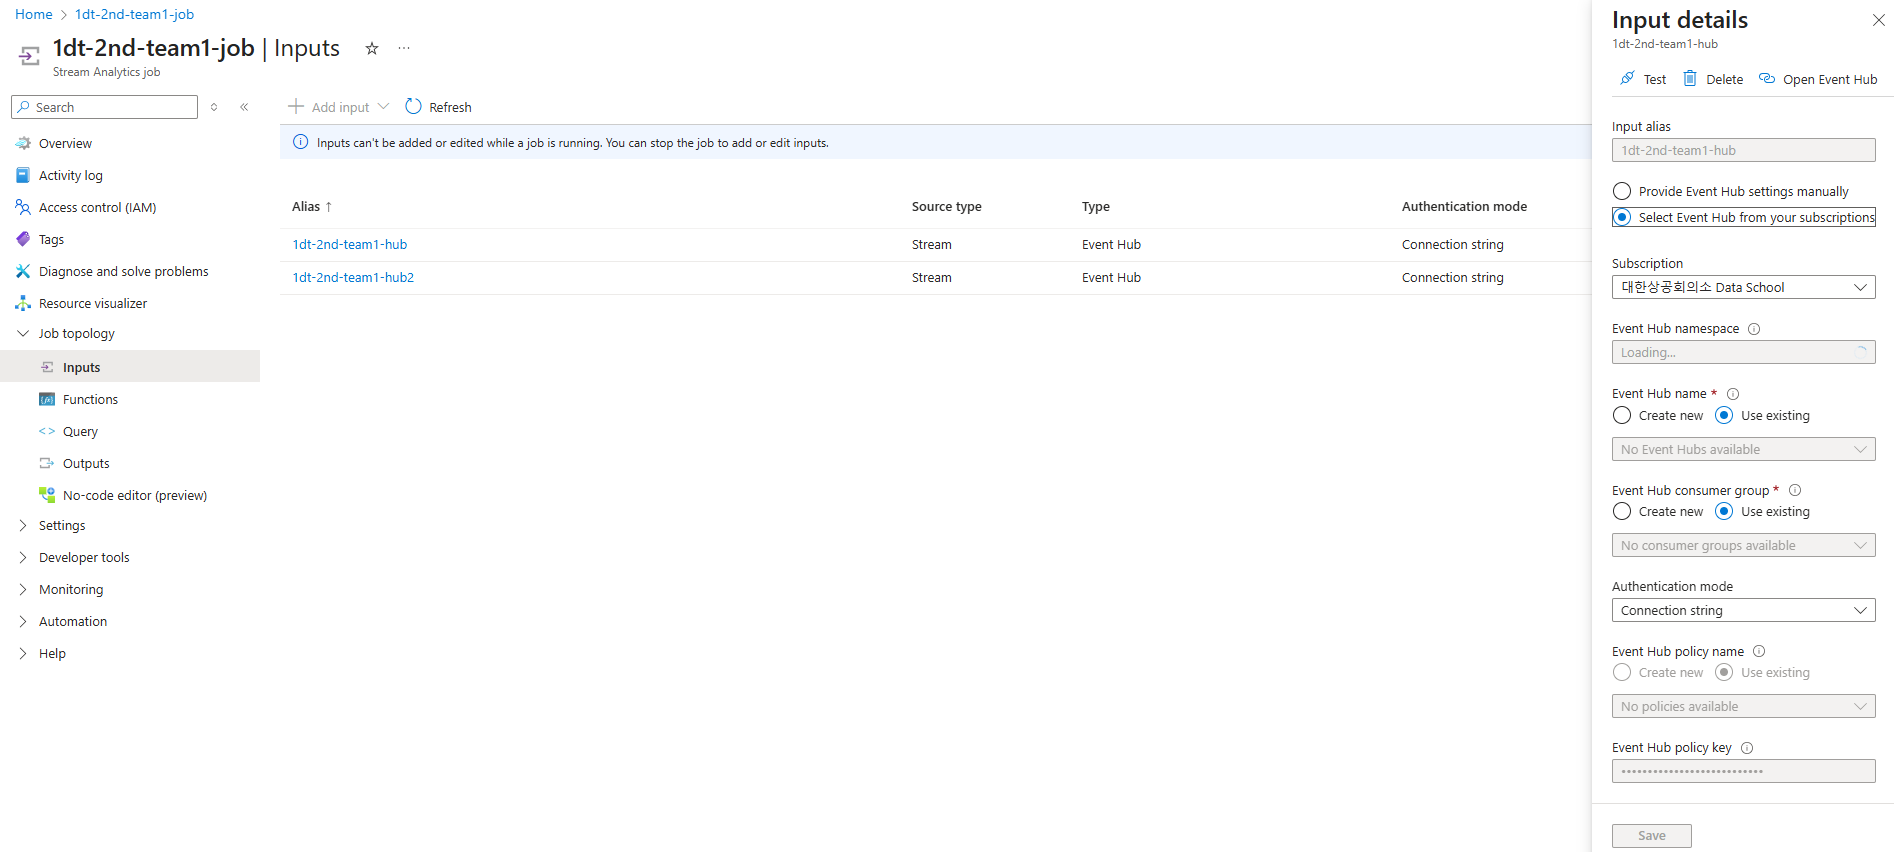 Home > 1dt-2nd-team1-job
1dt-2nd-team1-job | Inputs
Stream Analytics job
Search
Overview
Activity log
Access control (IAM)
Tags
Diagnose and solve problems
Resource visualizer
Job topology
Inputs
Functions
Query
Outputs
No-code editor (preview)
Settings
Developer tools
Monitoring
Automation
Help
Add input
Refresh
Inputs can't be added or edited while a job is running. You can stop the job to add or edit inputs.
Alias ↑ Source type Type Authentication mode
1dt-2nd-team1-hub Stream Event Hub Connection string
1dt-2nd-team1-hub2 Stream Event Hub Connection string
Input details
1dt-2nd-team1-hub
Test Delete Open Event Hub
Input alias
1dt-2nd-team1-hub
Provide Event Hub settings manually
Select Event Hub from your subscriptions
Subscription
대한상공회의소 Data School
Event Hub namespace
Loading...
Event Hub name *
Create new Use existing
No Event Hubs available
Event Hub consumer group *
Create new Use existing
No consumer groups available
Authentication mode
Connection string
Event Hub policy name
Create new Use existing
No policies available
Event Hub policy key
•••••••••••••••••••••••••••
Save